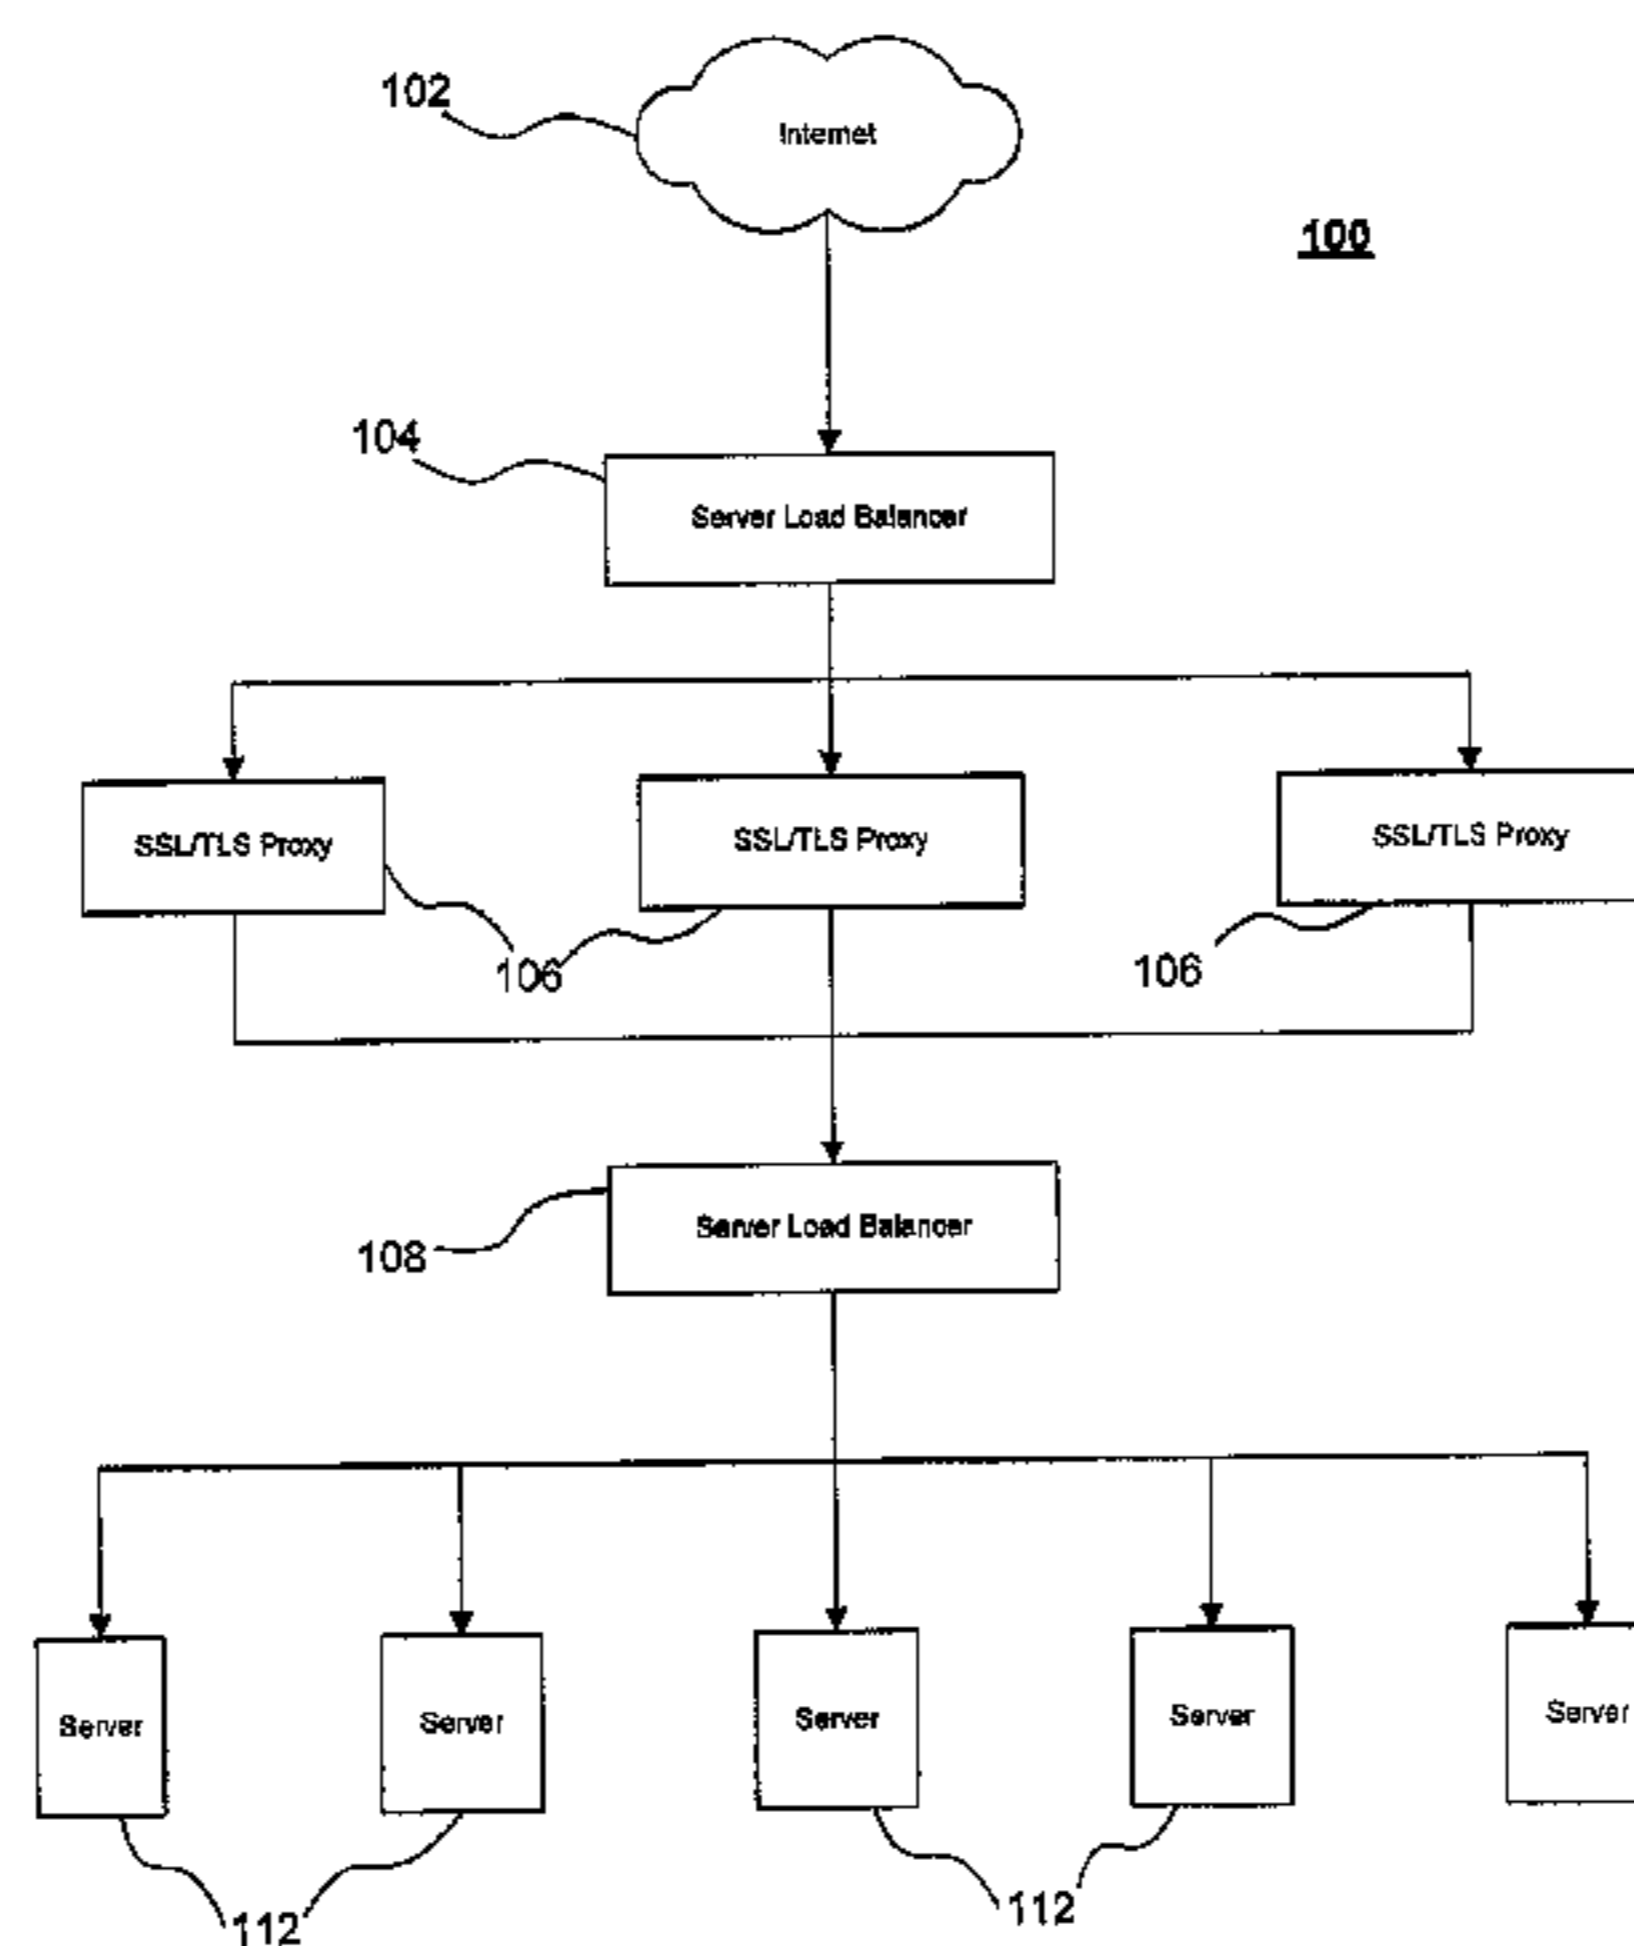 102
Internet
100
104
Server Load Balancer
SSL/TLS Proxy
SSL/TLS Proxy
SSL/TLS Proxy
106
106
108
Server Load Balancer
Server
Server
Server
Server
Server
112
112